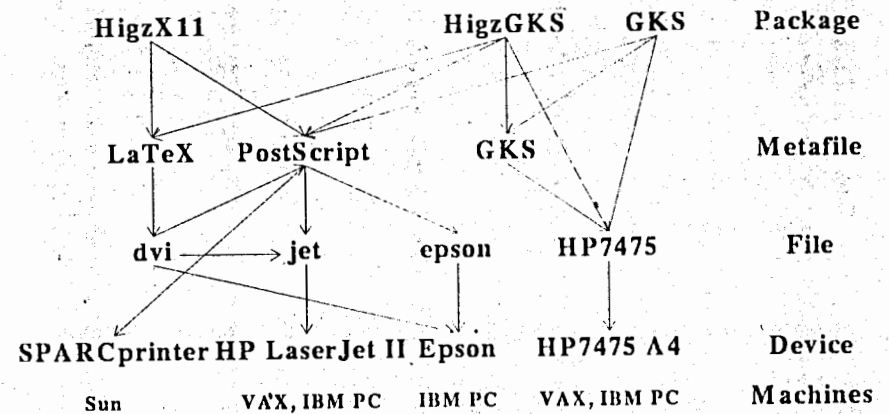 HigzX11 HigzGKS GKS Package
LaTeX PostScript GKS Metafile
dvi jet epson HP7475 File
SPARCprinter HP LaserJet II Epson HP7475 A4 Device
Sun VAX, IBM PC IBM PC VAX, IBM PC Machines